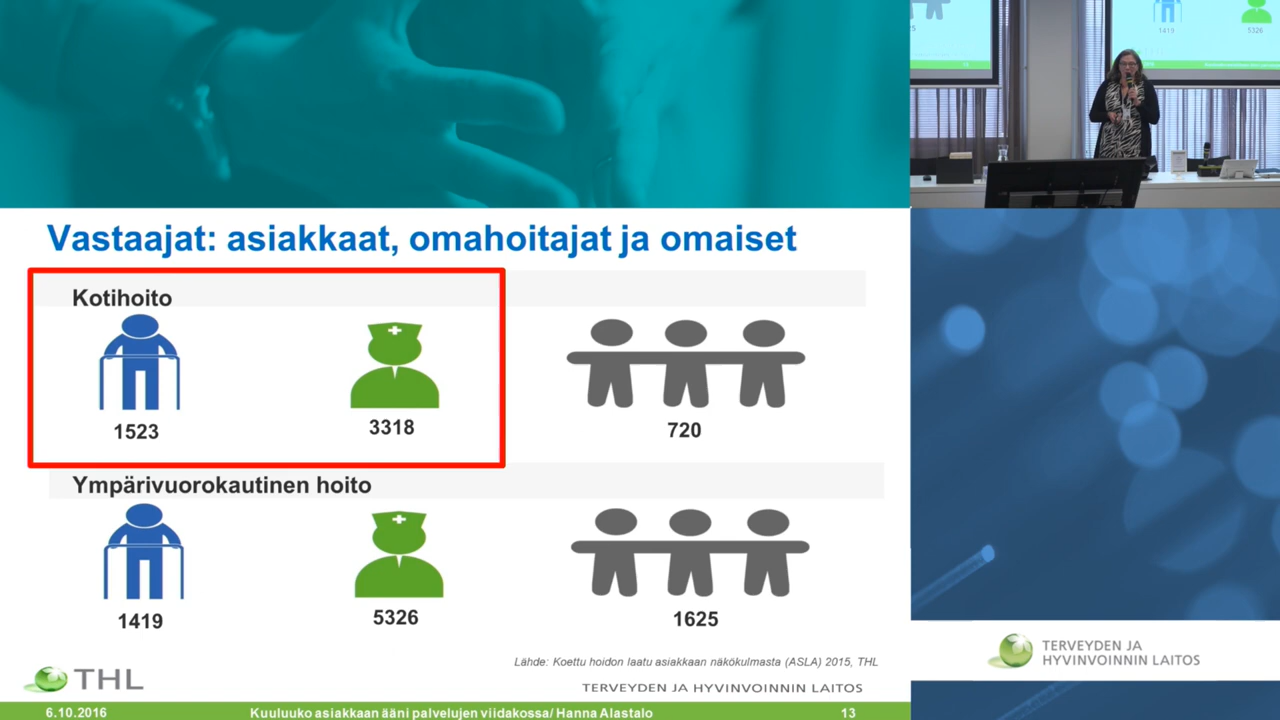 Vastaajat: asiakkaat, omahoitajat ja omaiset
Kotihoito
1523
3318
720
Ympärivuorokautinen hoito
1419
5326
1625
Lähde: Koettu hoidon laatu asiakkaan näkökulmasta (ASLA) 2015, THL
THL
TERVEYDEN JA HYVINVOINNIN LAITOS
6.10.2016
Kuuluuko asiakkaan ääni palvelujen viidakossa/ Hanna Alastalo
13
1419
5326
TERVEYDEN JA
HYVINVOINNIN LAITOS